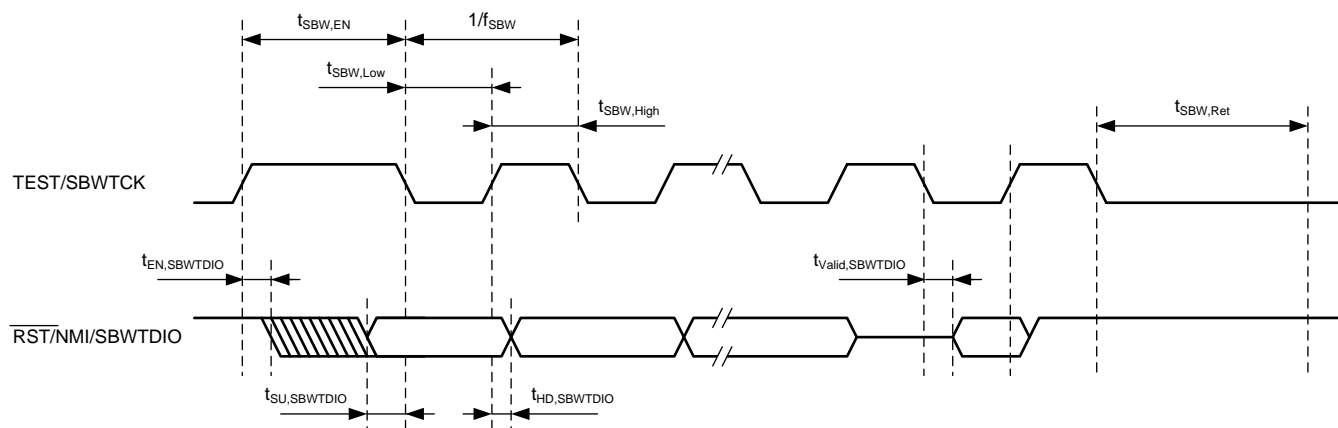 tSBW,EN
1/fSBW
tSBW,Low
tSBW,High
tSBW,Ret
TEST/SBWTCK
tEN,SBWTDIO
tValid,SBWTDIO
RST/NMI/SBWTDIO
tSU,SBWTDIO
tHD,SBWTDIO